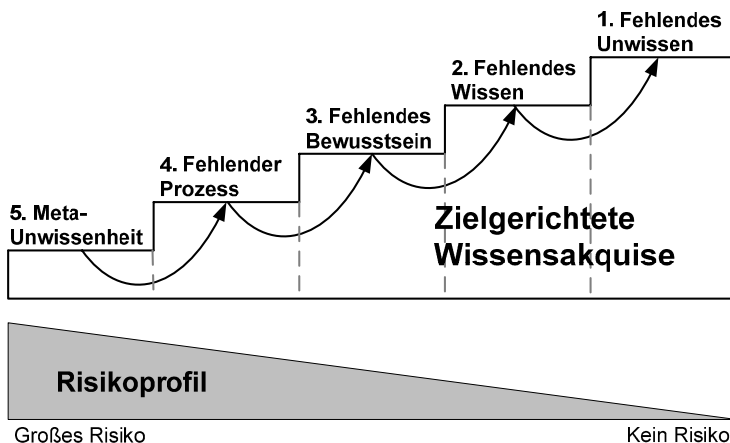 1. Fehlendes
Unwissen
2. Fehlendes
Wissen
3. Fehlendes
Bewusstsein
4. Fehlender
Prozess
5. Meta-
Unwissenheit
Zielgerichtete
Wissensakquise
Risikoprofil
Großes Risiko
Kein Risiko